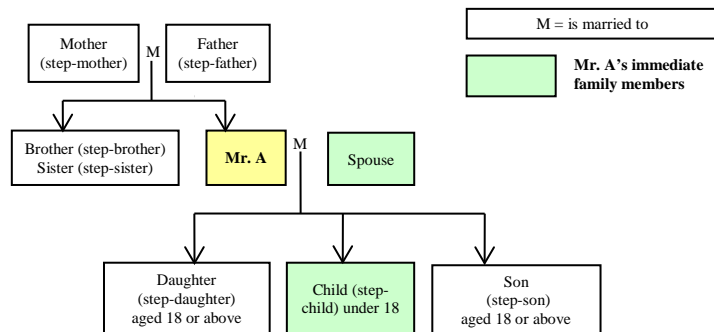 Mother
(step-mother)
M
Father
(step-father)
M = is married to
Mr. A’s immediate
family members
Brother (step-brother)
Sister (step-sister)
Mr. A
M
Spouse
Daughter
(step-daughter)
aged 18 or above
Child (step-
child) under 18
Son
(step-son)
aged 18 or above